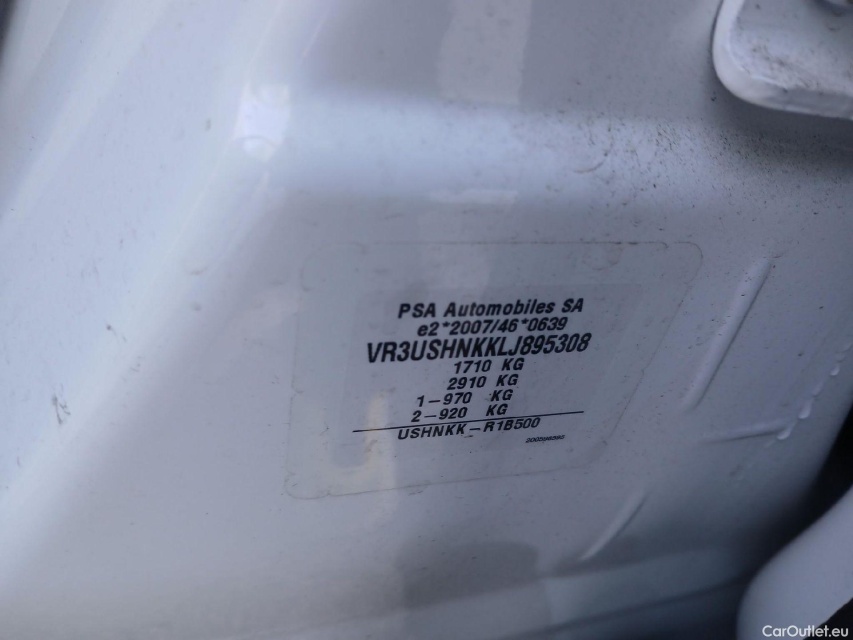 PSA Automobiles SA
e2*2007/46*0639
VR3USHNKKLJ895308
1710 KG
2910 KG
1-970 KG
2-920 KG
USHNKK-R1B500
CarOutlet.eu